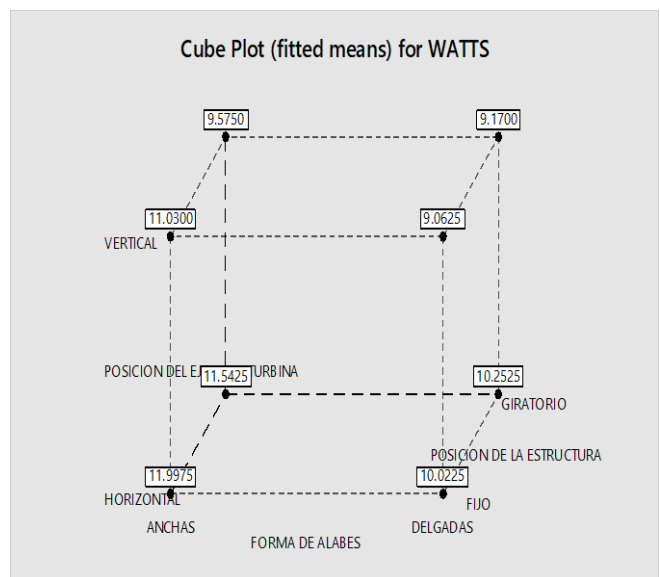 Cube Plot (fitted means) for WATTS
9.5750
9.1700
11.0300
9.0625
VERTICAL
POSICION DEL EJ TURBINA
11.5425
10.2525
GIRATORIO
POSICION DE LA ESTRUCTURA
11.9975
10.0225
HORIZONTAL
FIJO
ANCHAS
DELGADAS
FORMA DE ALABES